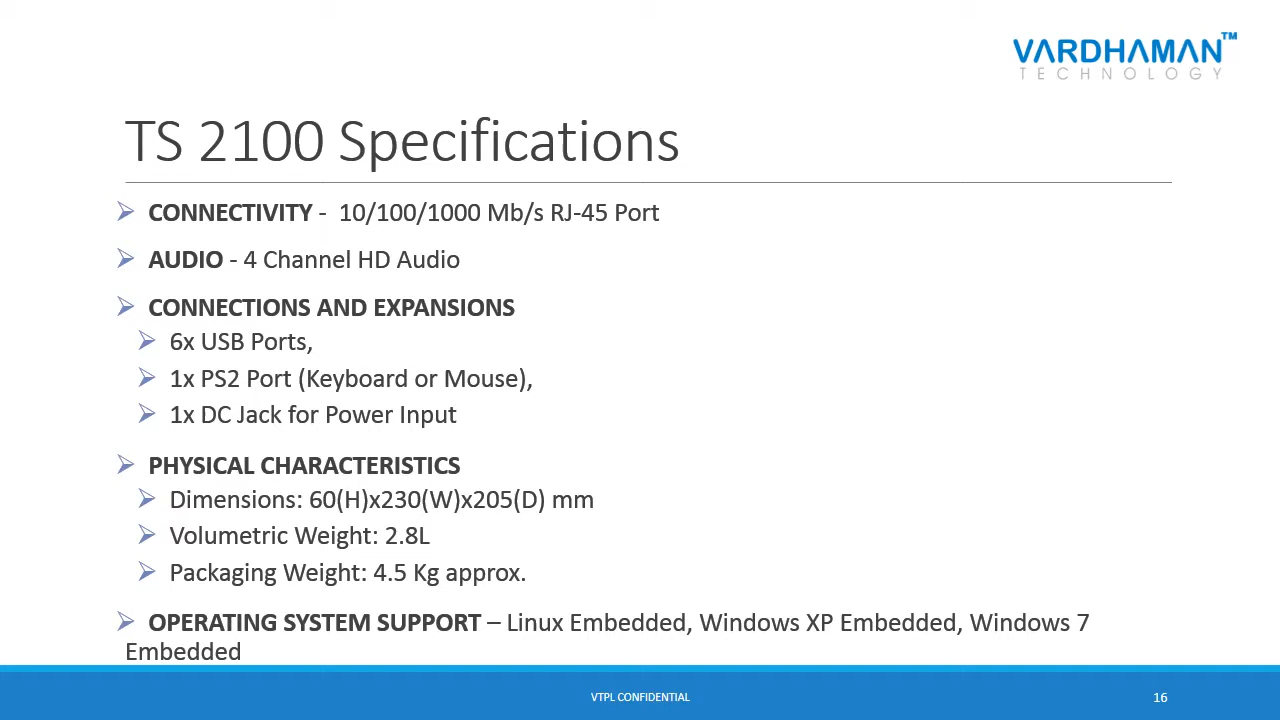 VARDHAMAN™
TECHNOLOGY
TS 2100 Specifications
➢ CONNECTIVITY - 10/100/1000 Mb/s RJ-45 Port
➢ AUDIO - 4 Channel HD Audio
➢ CONNECTIONS AND EXPANSIONS
➢ 6x USB Ports,
➢ 1x PS2 Port (Keyboard or Mouse),
➢ 1x DC Jack for Power Input
➢ PHYSICAL CHARACTERISTICS
➢ Dimensions: 60(H)x230(W)x205(D) mm
➢ Volumetric Weight: 2.8L
➢ Packaging Weight: 4.5 Kg approx.
➢ OPERATING SYSTEM SUPPORT – Linux Embedded, Windows XP Embedded, Windows 7
Embedded
VTPL CONFIDENTIAL
16